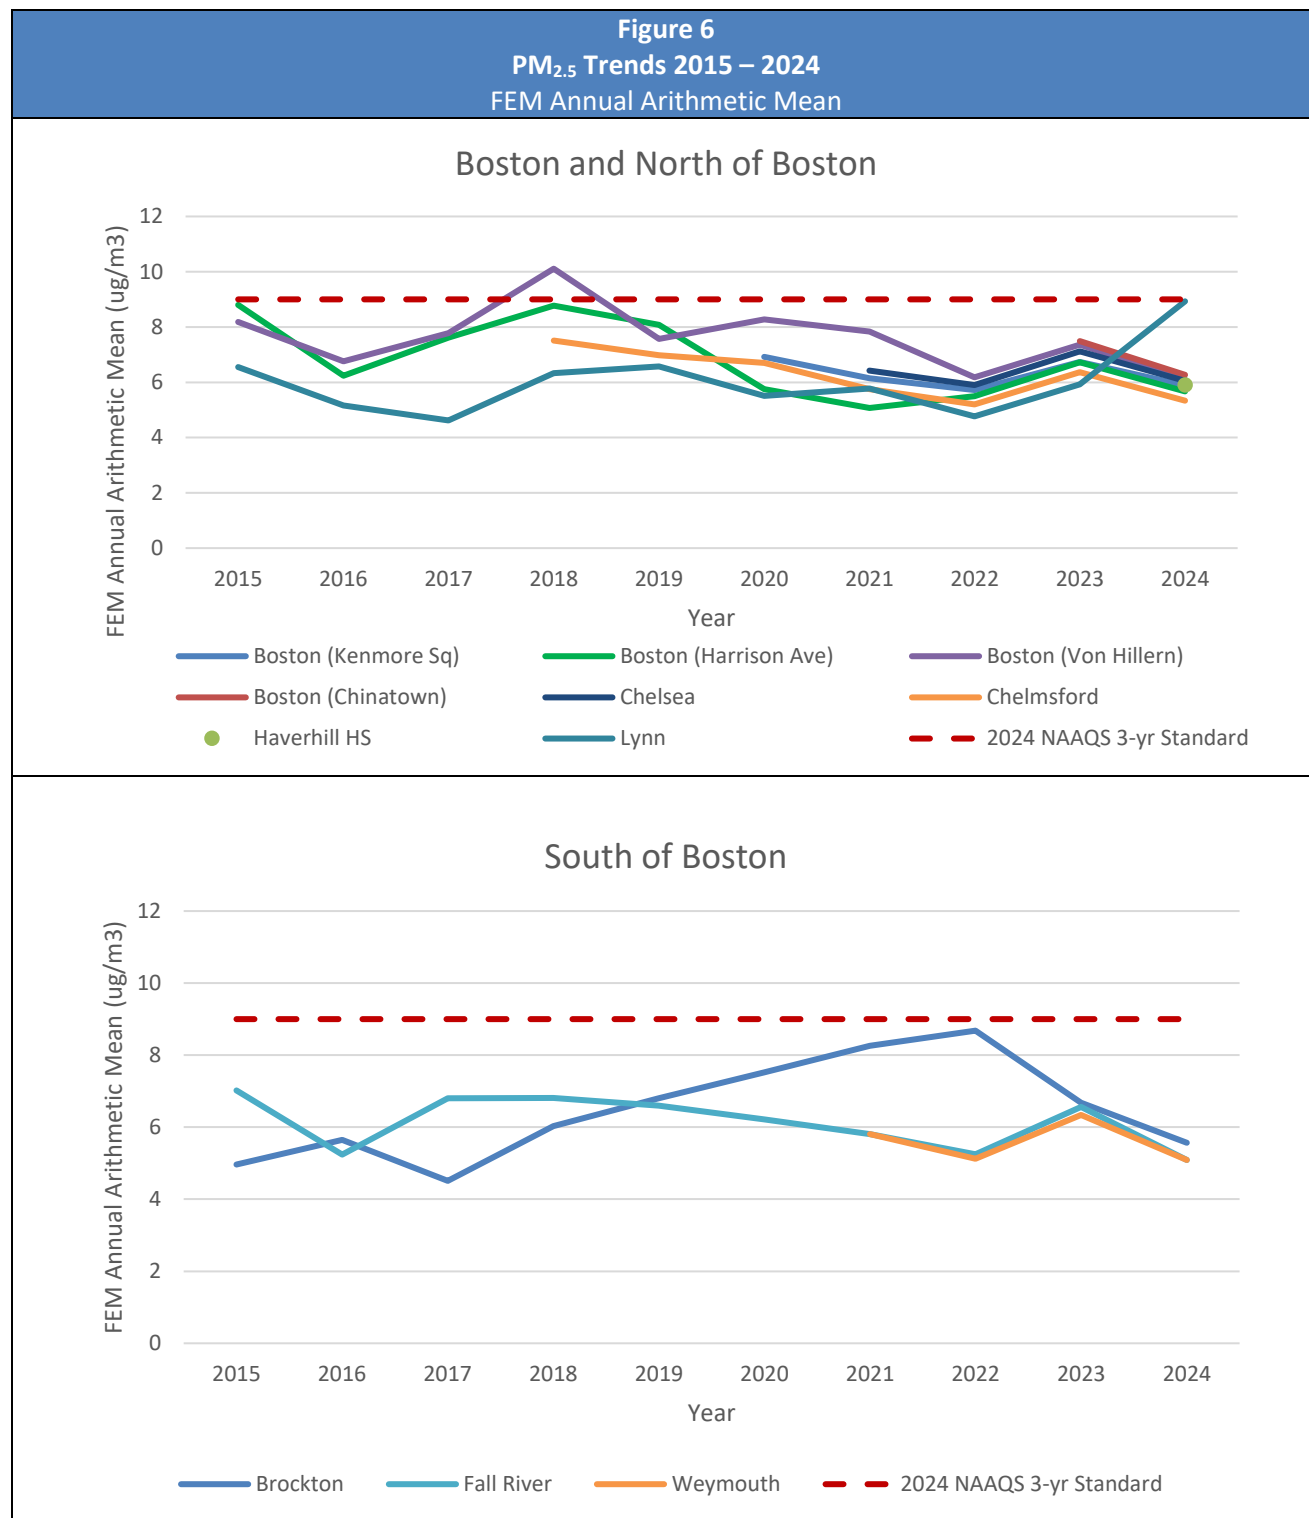 Figure 6
PM2.5 Trends 2015 – 2024
FEM Annual Arithmetic Mean
Boston and North of Boston
FEM Annual Arithmetic Mean (ug/m3)
12
10
8
6
4
2
0
2015 2016 2017 2018 2019 2020 2021 2022 2023 2024
Year
Boston (Kenmore Sq) Boston (Harrison Ave) Boston (Von Hillern)
Boston (Chinatown) Chelsea Chelmsford
Haverhill HS Lynn 2024 NAAQS 3-yr Standard
South of Boston
FEM Annual Arithmetic Mean (ug/m3)
12
10
8
6
4
2
0
2015 2016 2017 2018 2019 2020 2021 2022 2023 2024
Year
Brockton Fall River Weymouth 2024 NAAQS 3-yr Standard